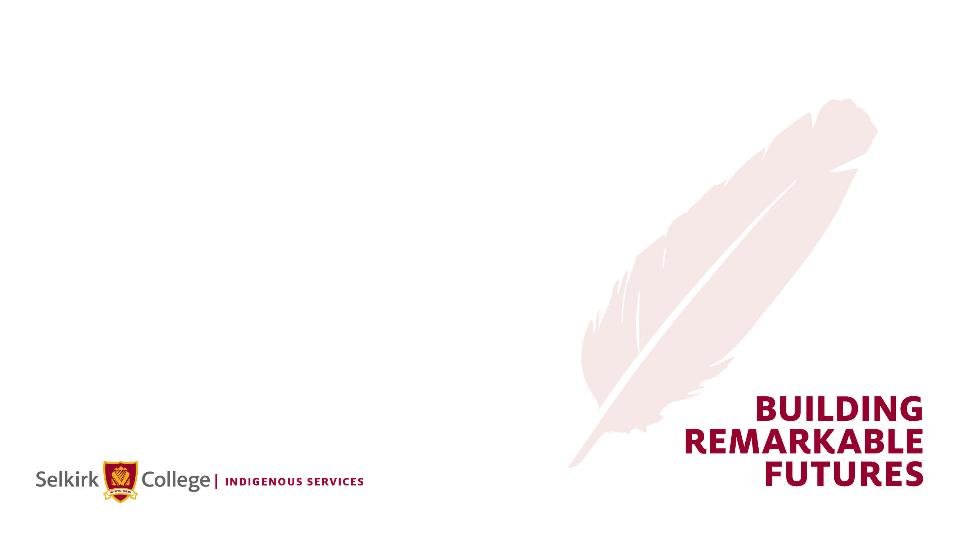 BUILDING
REMARKABLE
FUTURES
Selkirk College | INDIGENOUS SERVICES